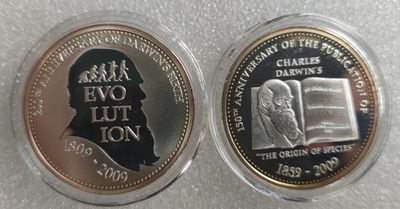 200TH ANNIVERSARY OF DARWIN'S BIRTH
EVO
LUT
ION
1809 - 2009
150TH ANNIVERSARY OF THE PUBLICATION OF
CHARLES
DARWIN'S
"THE ORIGIN OF SPECIES"
1859 - 2009